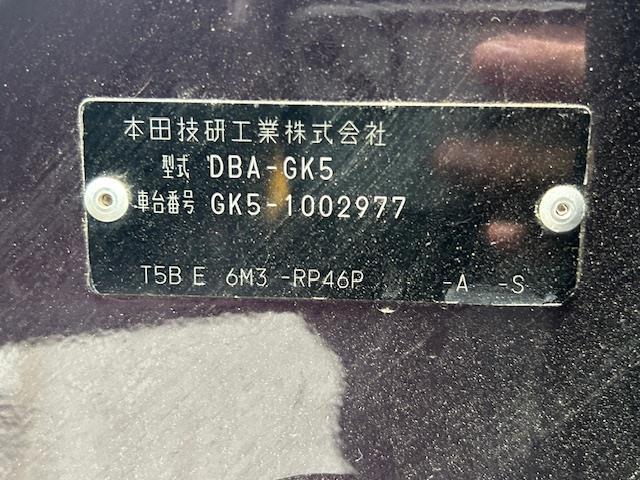 本田技研工業株式会社
型式 DBA-GK5
車台番号 GK5-1002977
T5B E 6M3 -RP46P -A -S